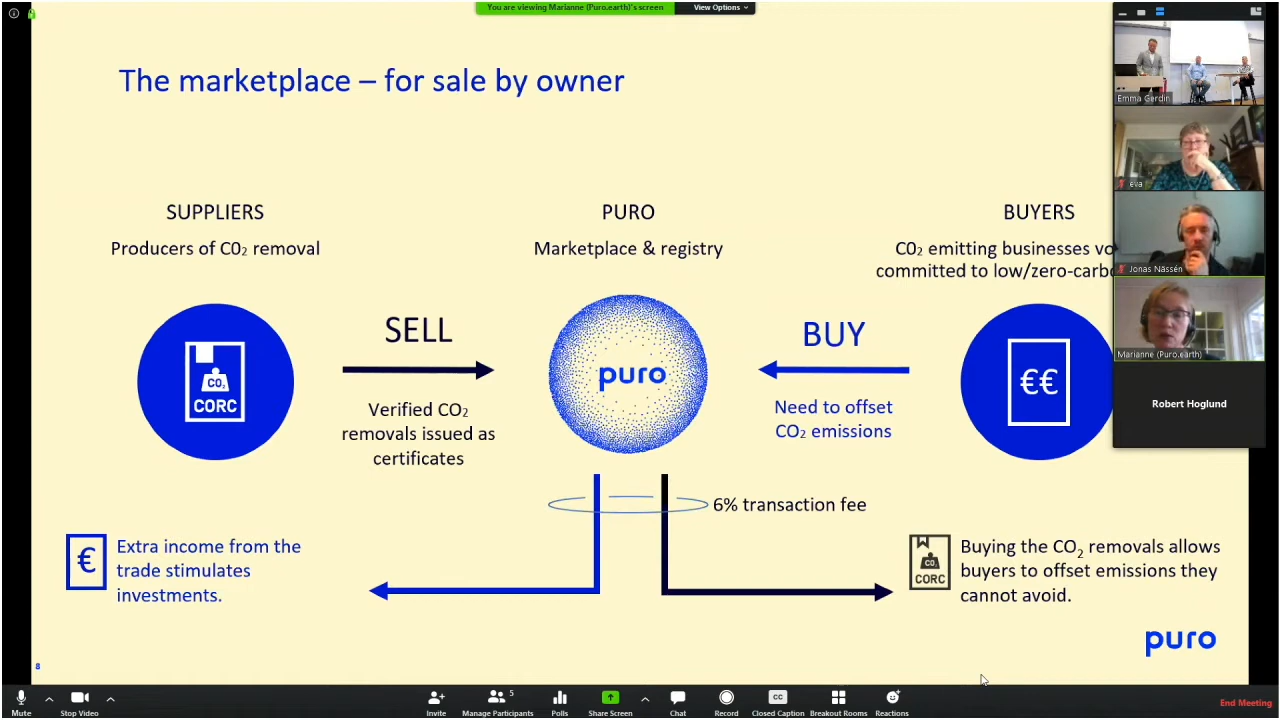 You are viewing Marianne (Puro.earth)'s screen
View Options
The marketplace – for sale by owner
Emma Gerdin
eva
Jonas Nässén
Marianne (Puro.earth)
Robert Hoglund
SUPPLIERS
Producers of C0₂ removal
PURO
Marketplace & registry
BUYERS
C0₂ emitting businesses vo
committed to low/zero-carbo
CO₂
CORC
SELL
Verified CO₂
removals issued as
certificates
puro
BUY
Need to offset
CO₂ emissions
€€
6% transaction fee
€
Extra income from the
trade stimulates
investments.
CO₂
CORC
Buying the CO₂ removals allows
buyers to offset emissions they
cannot avoid.
puro
8
Mute
Stop Video
Invite
5
Manage Participants
Polls
Share Screen
Chat
Record
CC
Closed Caption
Breakout Rooms
Reactions
End Meeting